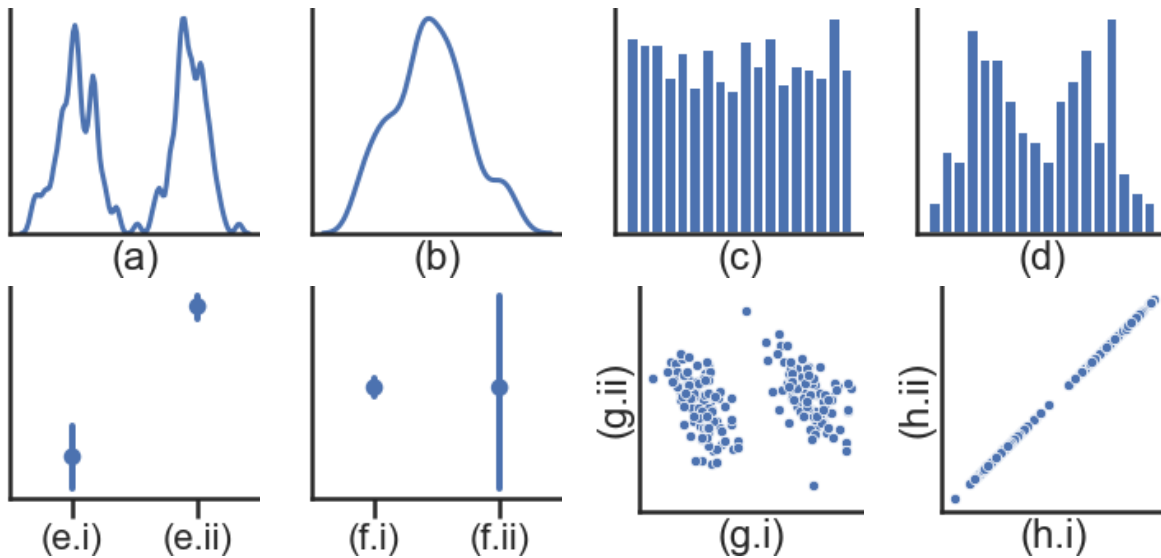 (a)
(b)
(c)
(d)
(e.i)
(e.ii)
(f.i)
(f.ii)
(g.ii)
(g.i)
(h.ii)
(h.i)